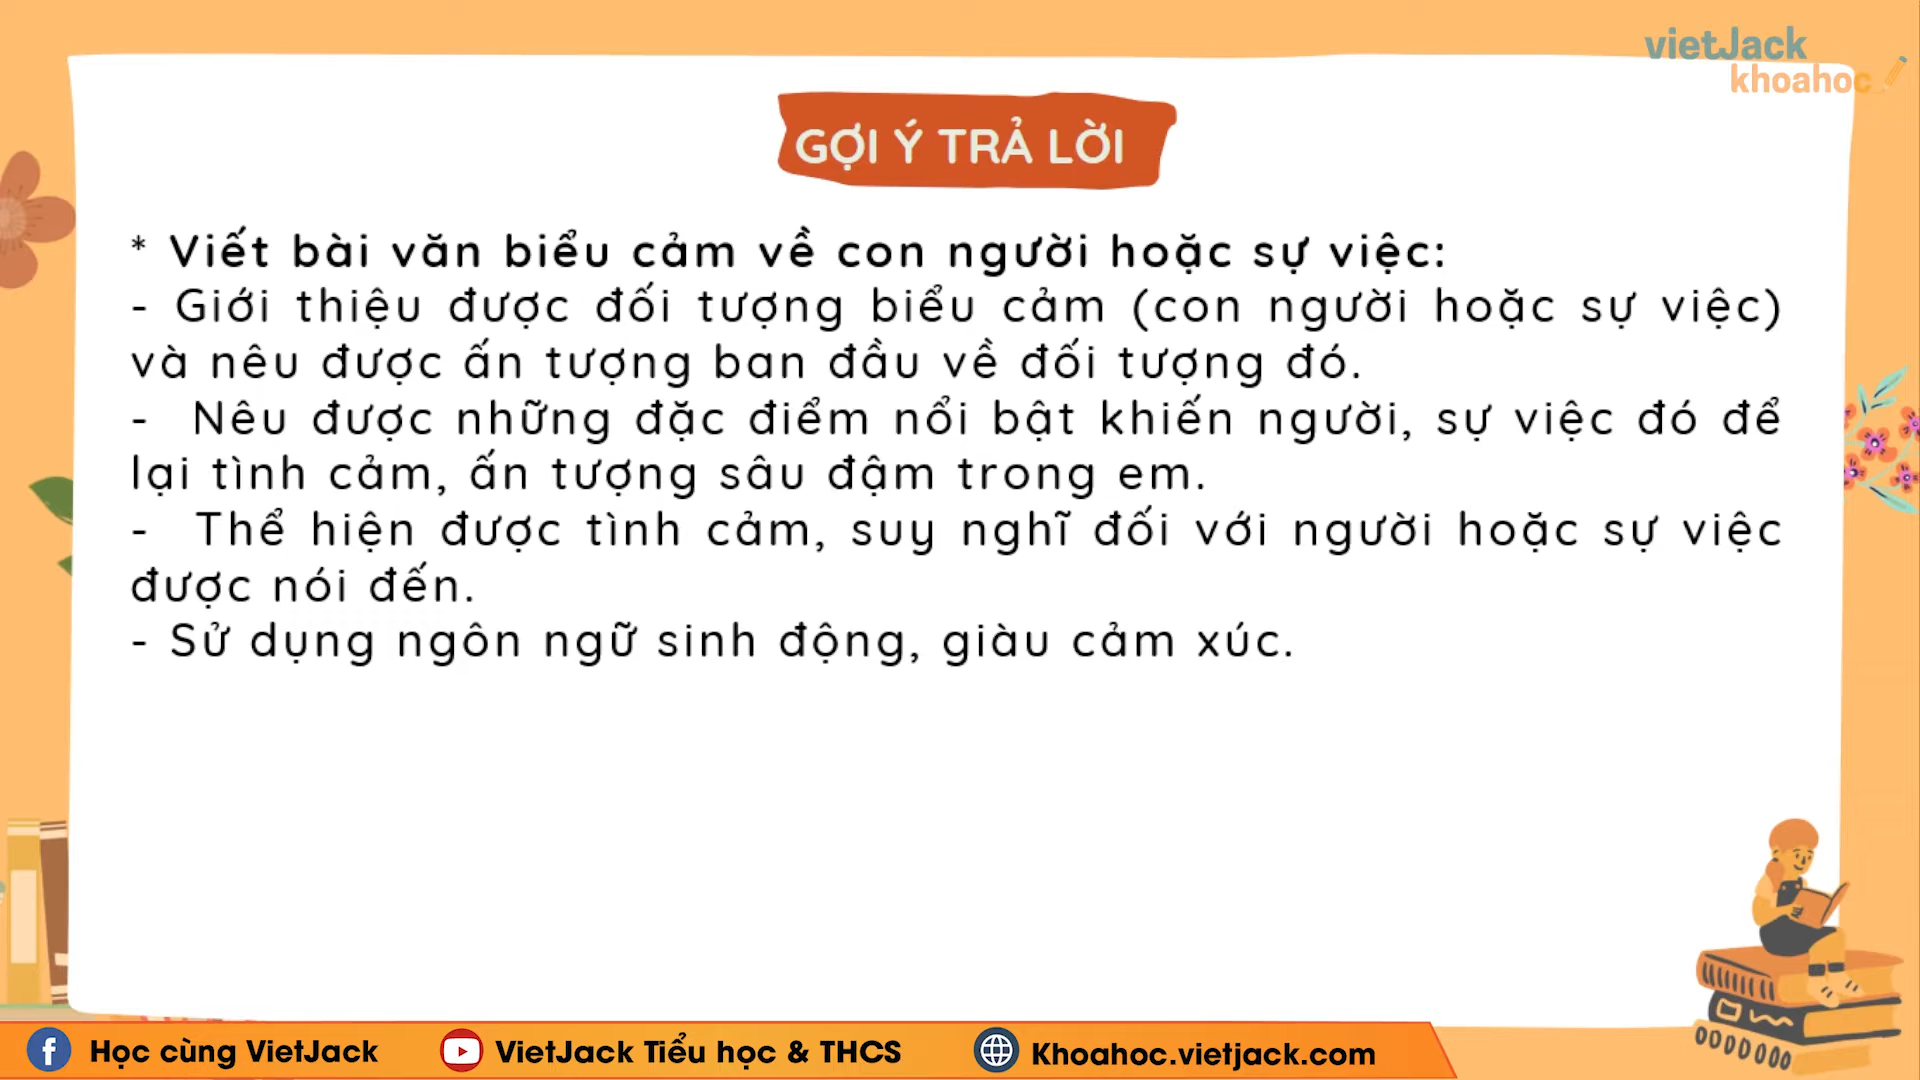 vietJack
khoahoc
GỢI Ý TRẢ LỜI
* Viết bài văn biểu cảm về con người hoặc sự việc:
- Giới thiệu được đối tượng biểu cảm (con người hoặc sự việc)
và nêu được ấn tượng ban đầu về đối tượng đó.
- Nêu được những đặc điểm nổi bật khiến người, sự việc đó để
lại tình cảm, ấn tượng sâu đậm trong em.
- Thể hiện được tình cảm, suy nghĩ đối với người hoặc sự việc
được nói đến.
- Sử dụng ngôn ngữ sinh động, giàu cảm xúc.
Học cùng VietJack
VietJack Tiểu học & THCS
Khoahoc.vietjack.com